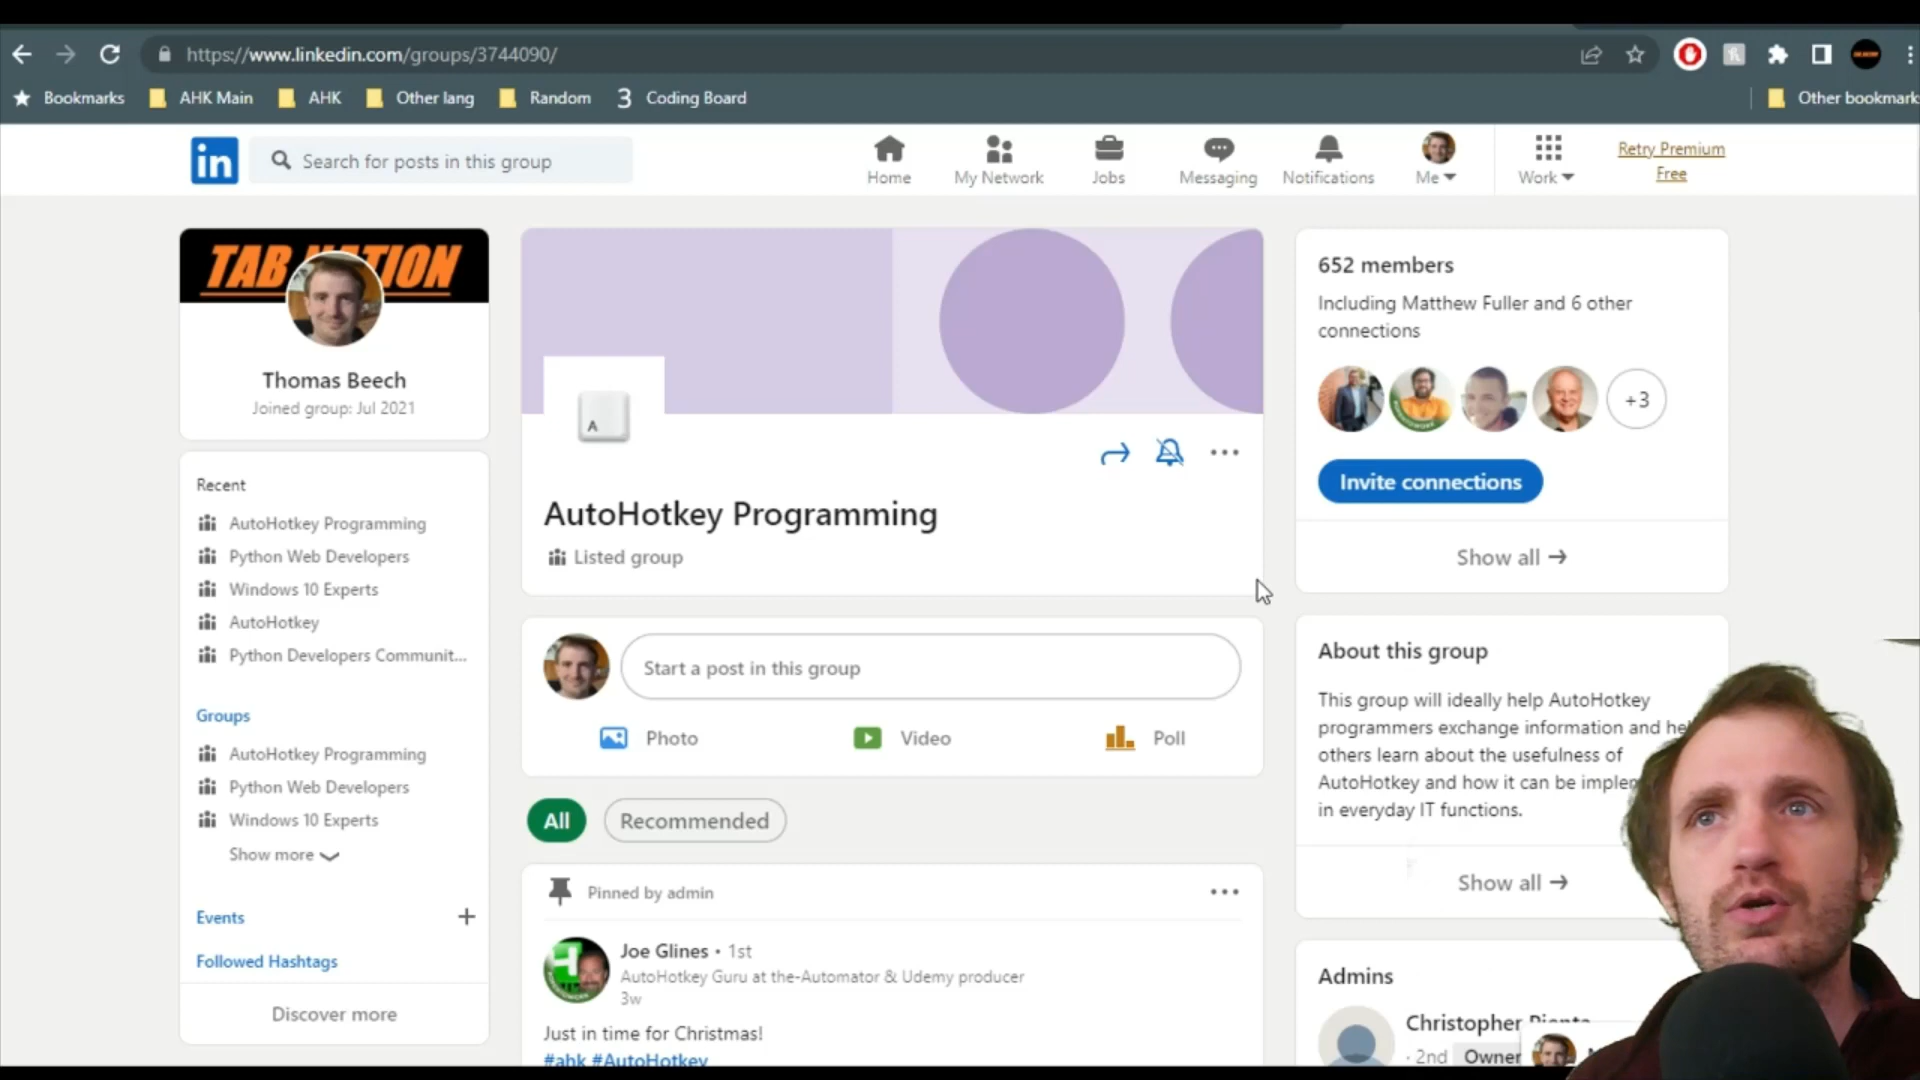 https://www.linkedin.com/groups/3744090/
Bookmarks
AHK Main
AHK
Other lang
Random
3 Coding Board
Other bookmark
in
Search for posts in this group
Home
My Network
Jobs
Messaging
Notifications
Me
Work
Retry Premium
Free
TAB NATION
Thomas Beech
Joined group: Jul 2021
Recent
AutoHotkey Programming
Python Web Developers
Windows 10 Experts
AutoHotkey
Python Developers Communit...
Groups
AutoHotkey Programming
Python Web Developers
Windows 10 Experts
Show more
Events
Followed Hashtags
Discover more
A
AutoHotkey Programming
Listed group
Start a post in this group
Photo
Video
Poll
All
Recommended
Pinned by admin
Joe Glines • 1st
AutoHotkey Guru at the-Automator & Udemy producer
3w
Just in time for Christmas!
#ahk #AutoHotkey
652 members
Including Matthew Fuller and 6 other
connections
+3
Invite connections
Show all →
About this group
This group will ideally help AutoHotkey
programmers exchange information and he
others learn about the usefulness of
AutoHotkey and how it can be implem
in everyday IT functions.
Show all →
Admins
Christopher
· 2nd Owner